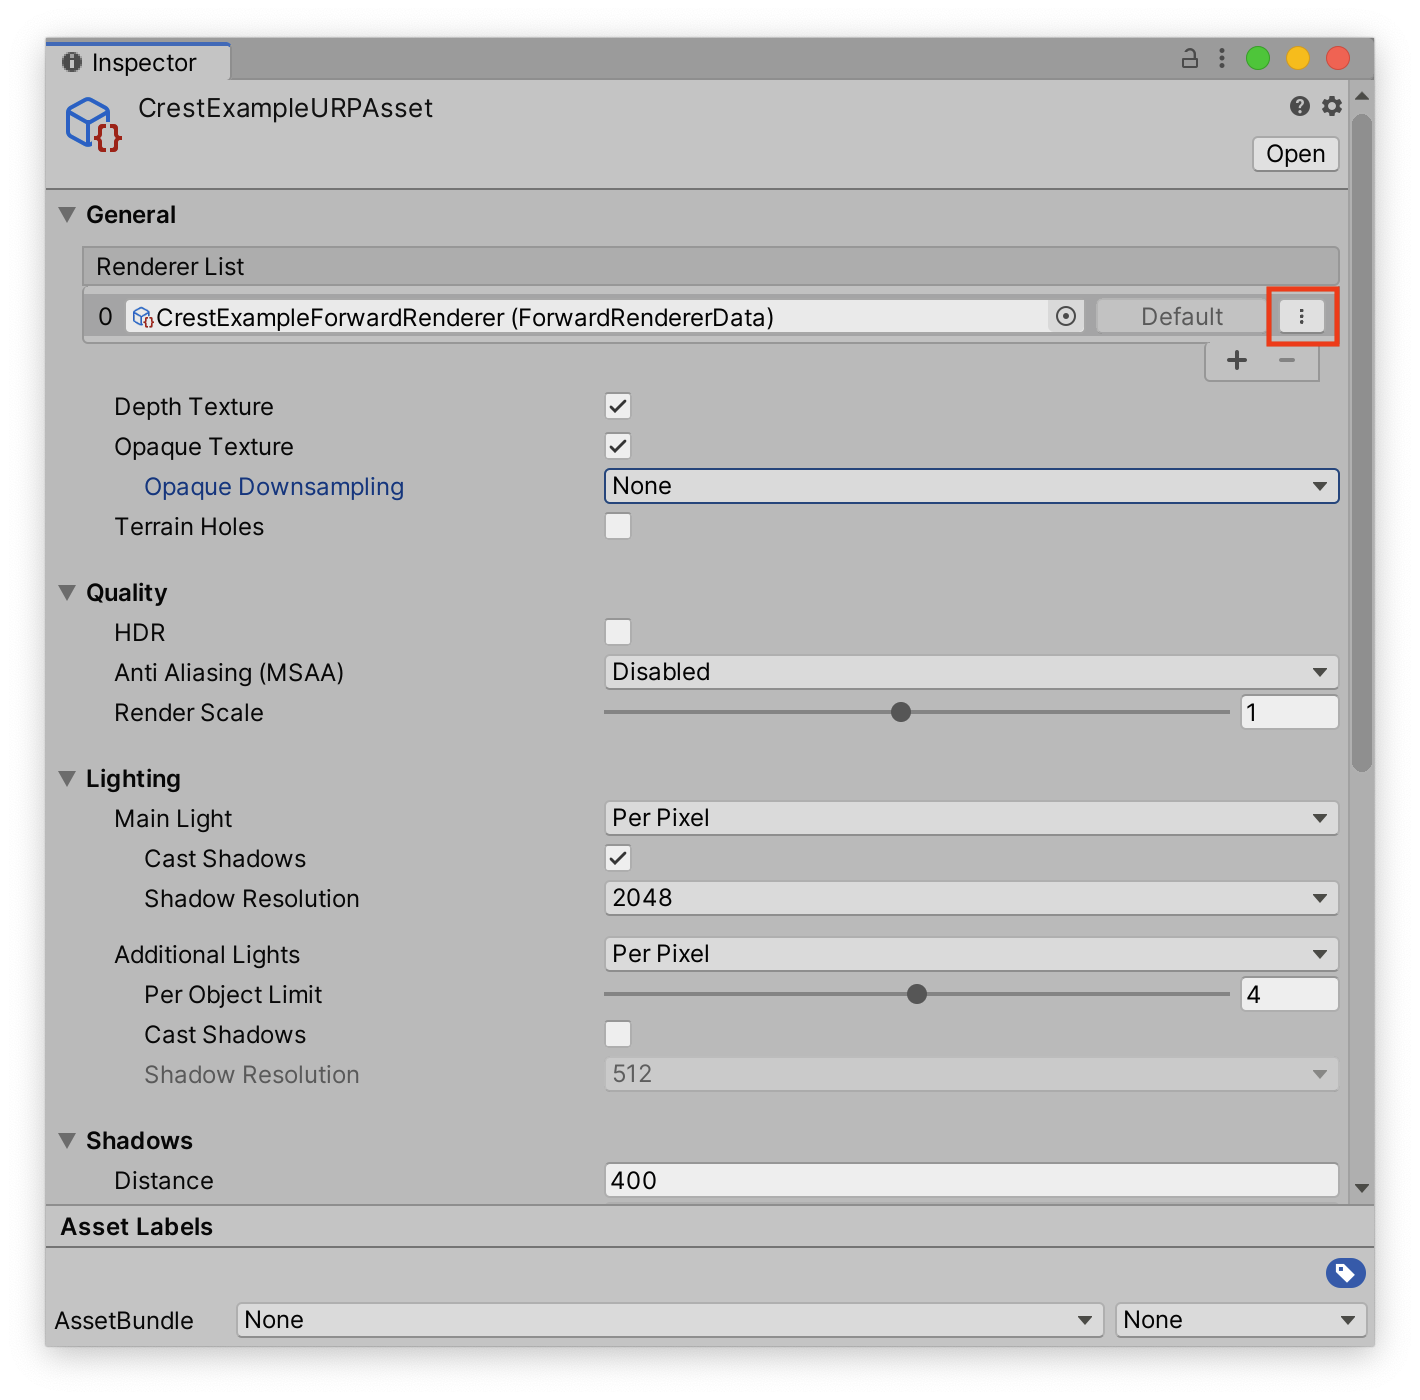 Inspector
CrestExampleURPAsset
Open
General
Renderer List
0 CrestExampleForwardRenderer (ForwardRendererData) Default
Depth Texture
Opaque Texture
Opaque Downsampling None
Terrain Holes
Quality
HDR
Anti Aliasing (MSAA) Disabled
Render Scale 1
Lighting
Main Light Per Pixel
Cast Shadows
Shadow Resolution 2048
Additional Lights Per Pixel
Per Object Limit 4
Cast Shadows
Shadow Resolution 512
Shadows
Distance 400
Asset Labels
AssetBundle None None